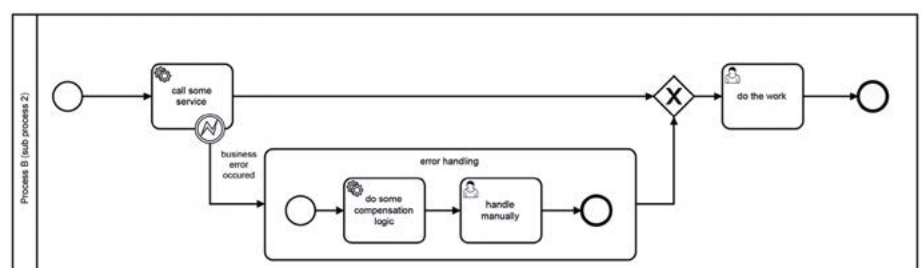 Process B (sub process 2)
call some
service
do the work
business
error
occured
error handling
do some
compensation
logic
handle
manually